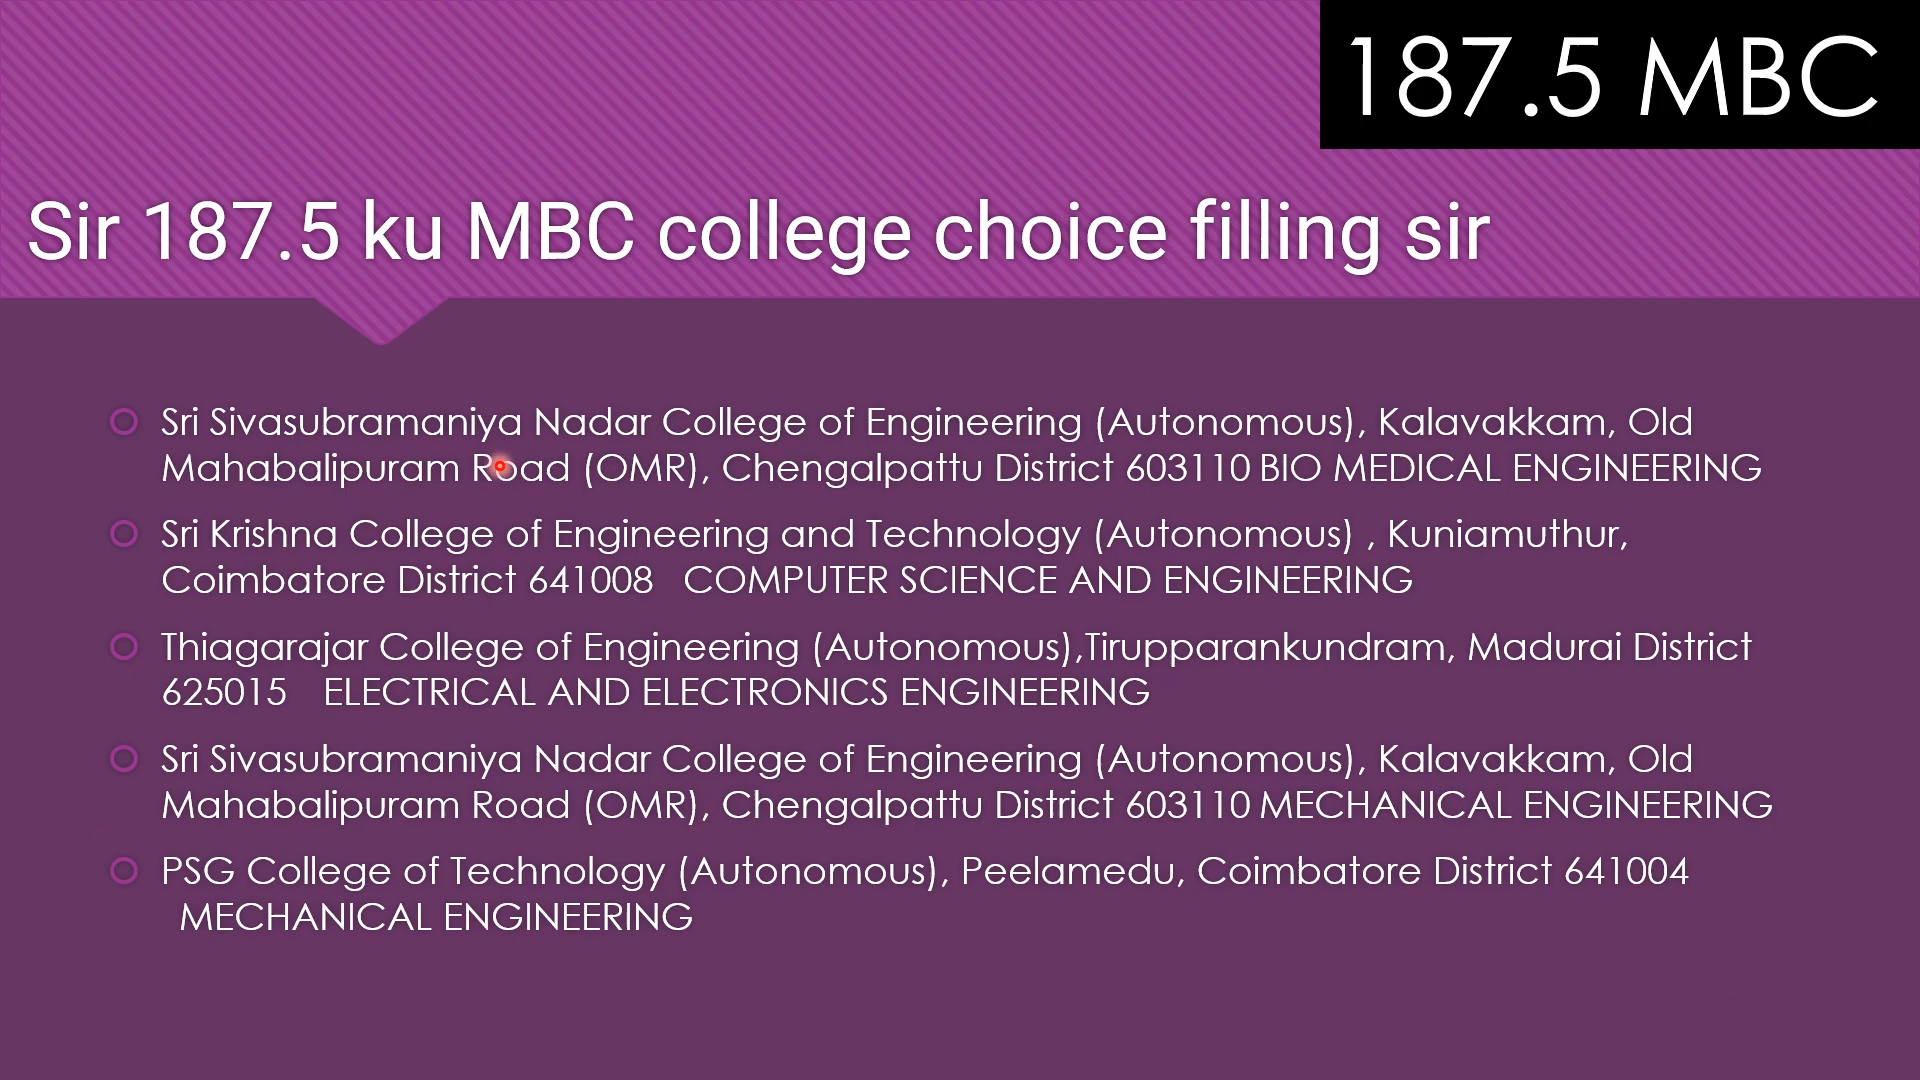 187.5 MBC
Sir 187.5 ku MBC college choice filling sir
Sri Sivasubramaniya Nadar College of Engineering (Autonomous), Kalavakkam, Old
Mahabalipuram Road (OMR), Chengalpattu District 603110 BIO MEDICAL ENGINEERING
Sri Krishna College of Engineering and Technology (Autonomous) , Kuniamuthur,
Coimbatore District 641008 COMPUTER SCIENCE AND ENGINEERING
Thiagarajar College of Engineering (Autonomous),Tirupparankundram, Madurai District
625015 ELECTRICAL AND ELECTRONICS ENGINEERING
Sri Sivasubramaniya Nadar College of Engineering (Autonomous), Kalavakkam, Old
Mahabalipuram Road (OMR), Chengalpattu District 603110 MECHANICAL ENGINEERING
PSG College of Technology (Autonomous), Peelamedu, Coimbatore District 641004
MECHANICAL ENGINEERING